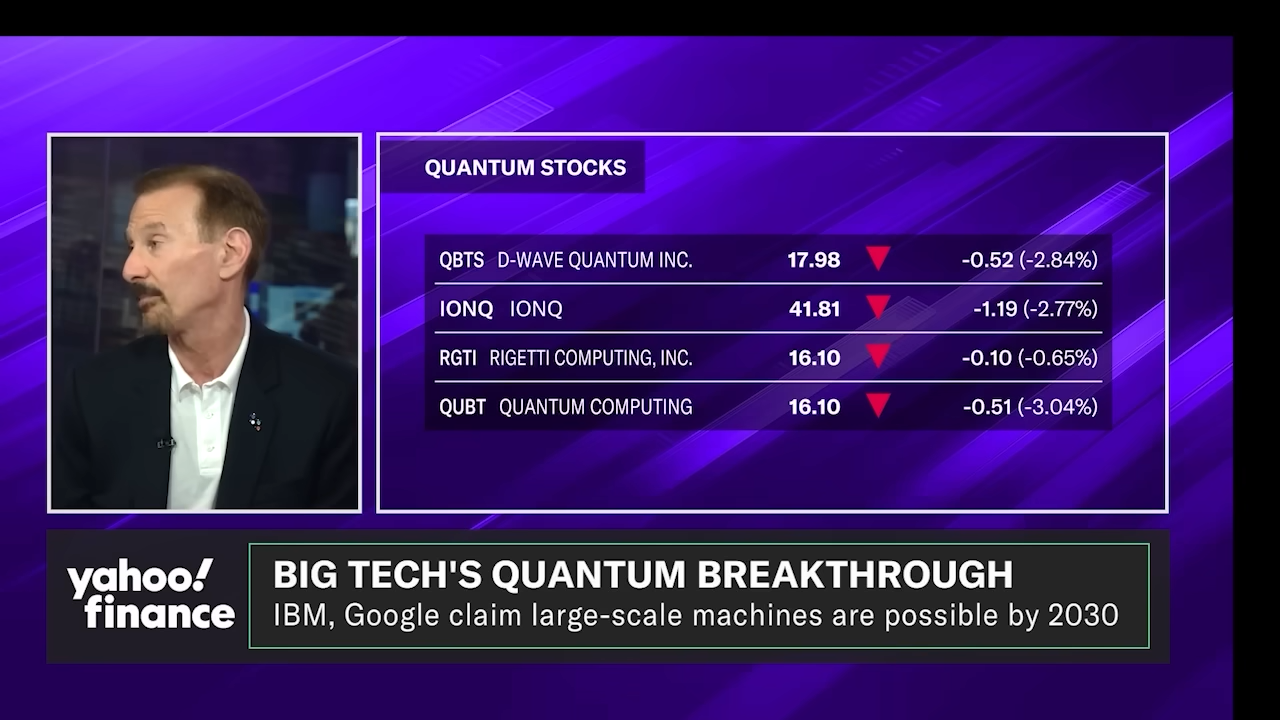 QUANTUM STOCKS
QBTS D-WAVE QUANTUM INC. 17.98 -0.52 (-2.84%)
IONQ IONQ 41.81 -1.19 (-2.77%)
RGTI RIGETTI COMPUTING, INC. 16.10 -0.10 (-0.65%)
QUBT QUANTUM COMPUTING 16.10 -0.51 (-3.04%)
yahoo!
finance
BIG TECH'S QUANTUM BREAKTHROUGH
IBM, Google claim large-scale machines are possible by 2030